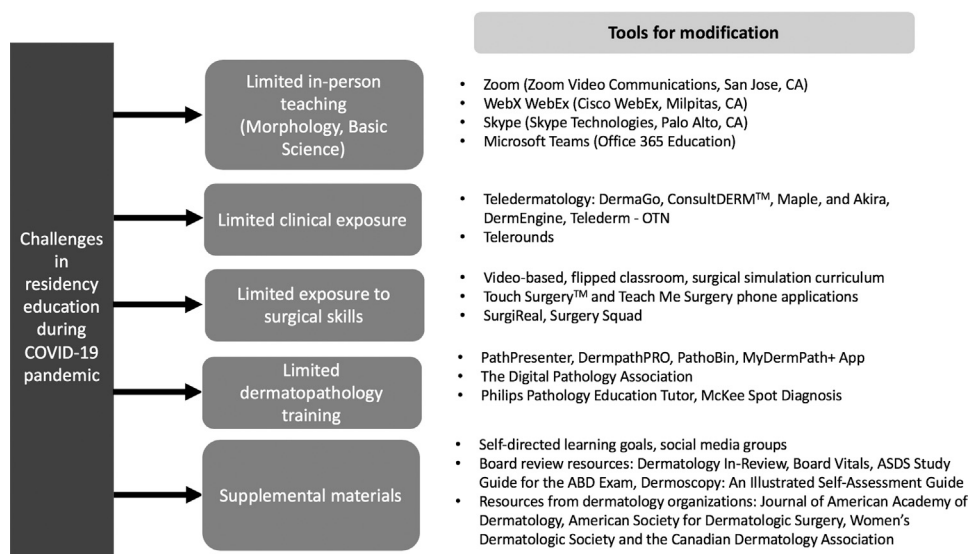 Tools for modification
Challenges
in
residency
education
during
COVID-19
pandemic
Limited in-person
teaching
(Morphology, Basic
Science)
• Zoom (Zoom Video Communications, San Jose, CA)
• WebX WebEx (Cisco WebEx, Milpitas, CA)
• Skype (Skype Technologies, Palo Alto, CA)
• Microsoft Teams (Office 365 Education)
Limited clinical exposure
• Teledermatology: DermaGo, ConsultDERM™, Maple, and Akira,
DermEngine, Telederm - OTN
• Telerounds
Limited exposure to
surgical skills
• Video-based, flipped classroom, surgical simulation curriculum
• Touch Surgery™ and Teach Me Surgery phone applications
• SurgiReal, Surgery Squad
Limited
dermatopathology
training
• PathPresenter, DermpathPRO, PathoBin, MyDermPath+ App
• The Digital Pathology Association
• Philips Pathology Education Tutor, McKee Spot Diagnosis
Supplemental materials
• Self-directed learning goals, social media groups
• Board review resources: Dermatology In-Review, Board Vitals, ASDS Study
Guide for the ABD Exam, Dermoscopy: An Illustrated Self-Assessment Guide
• Resources from dermatology organizations: Journal of American Academy of
Dermatology, American Society for Dermatologic Surgery, Women's
Dermatologic Society and the Canadian Dermatology Association